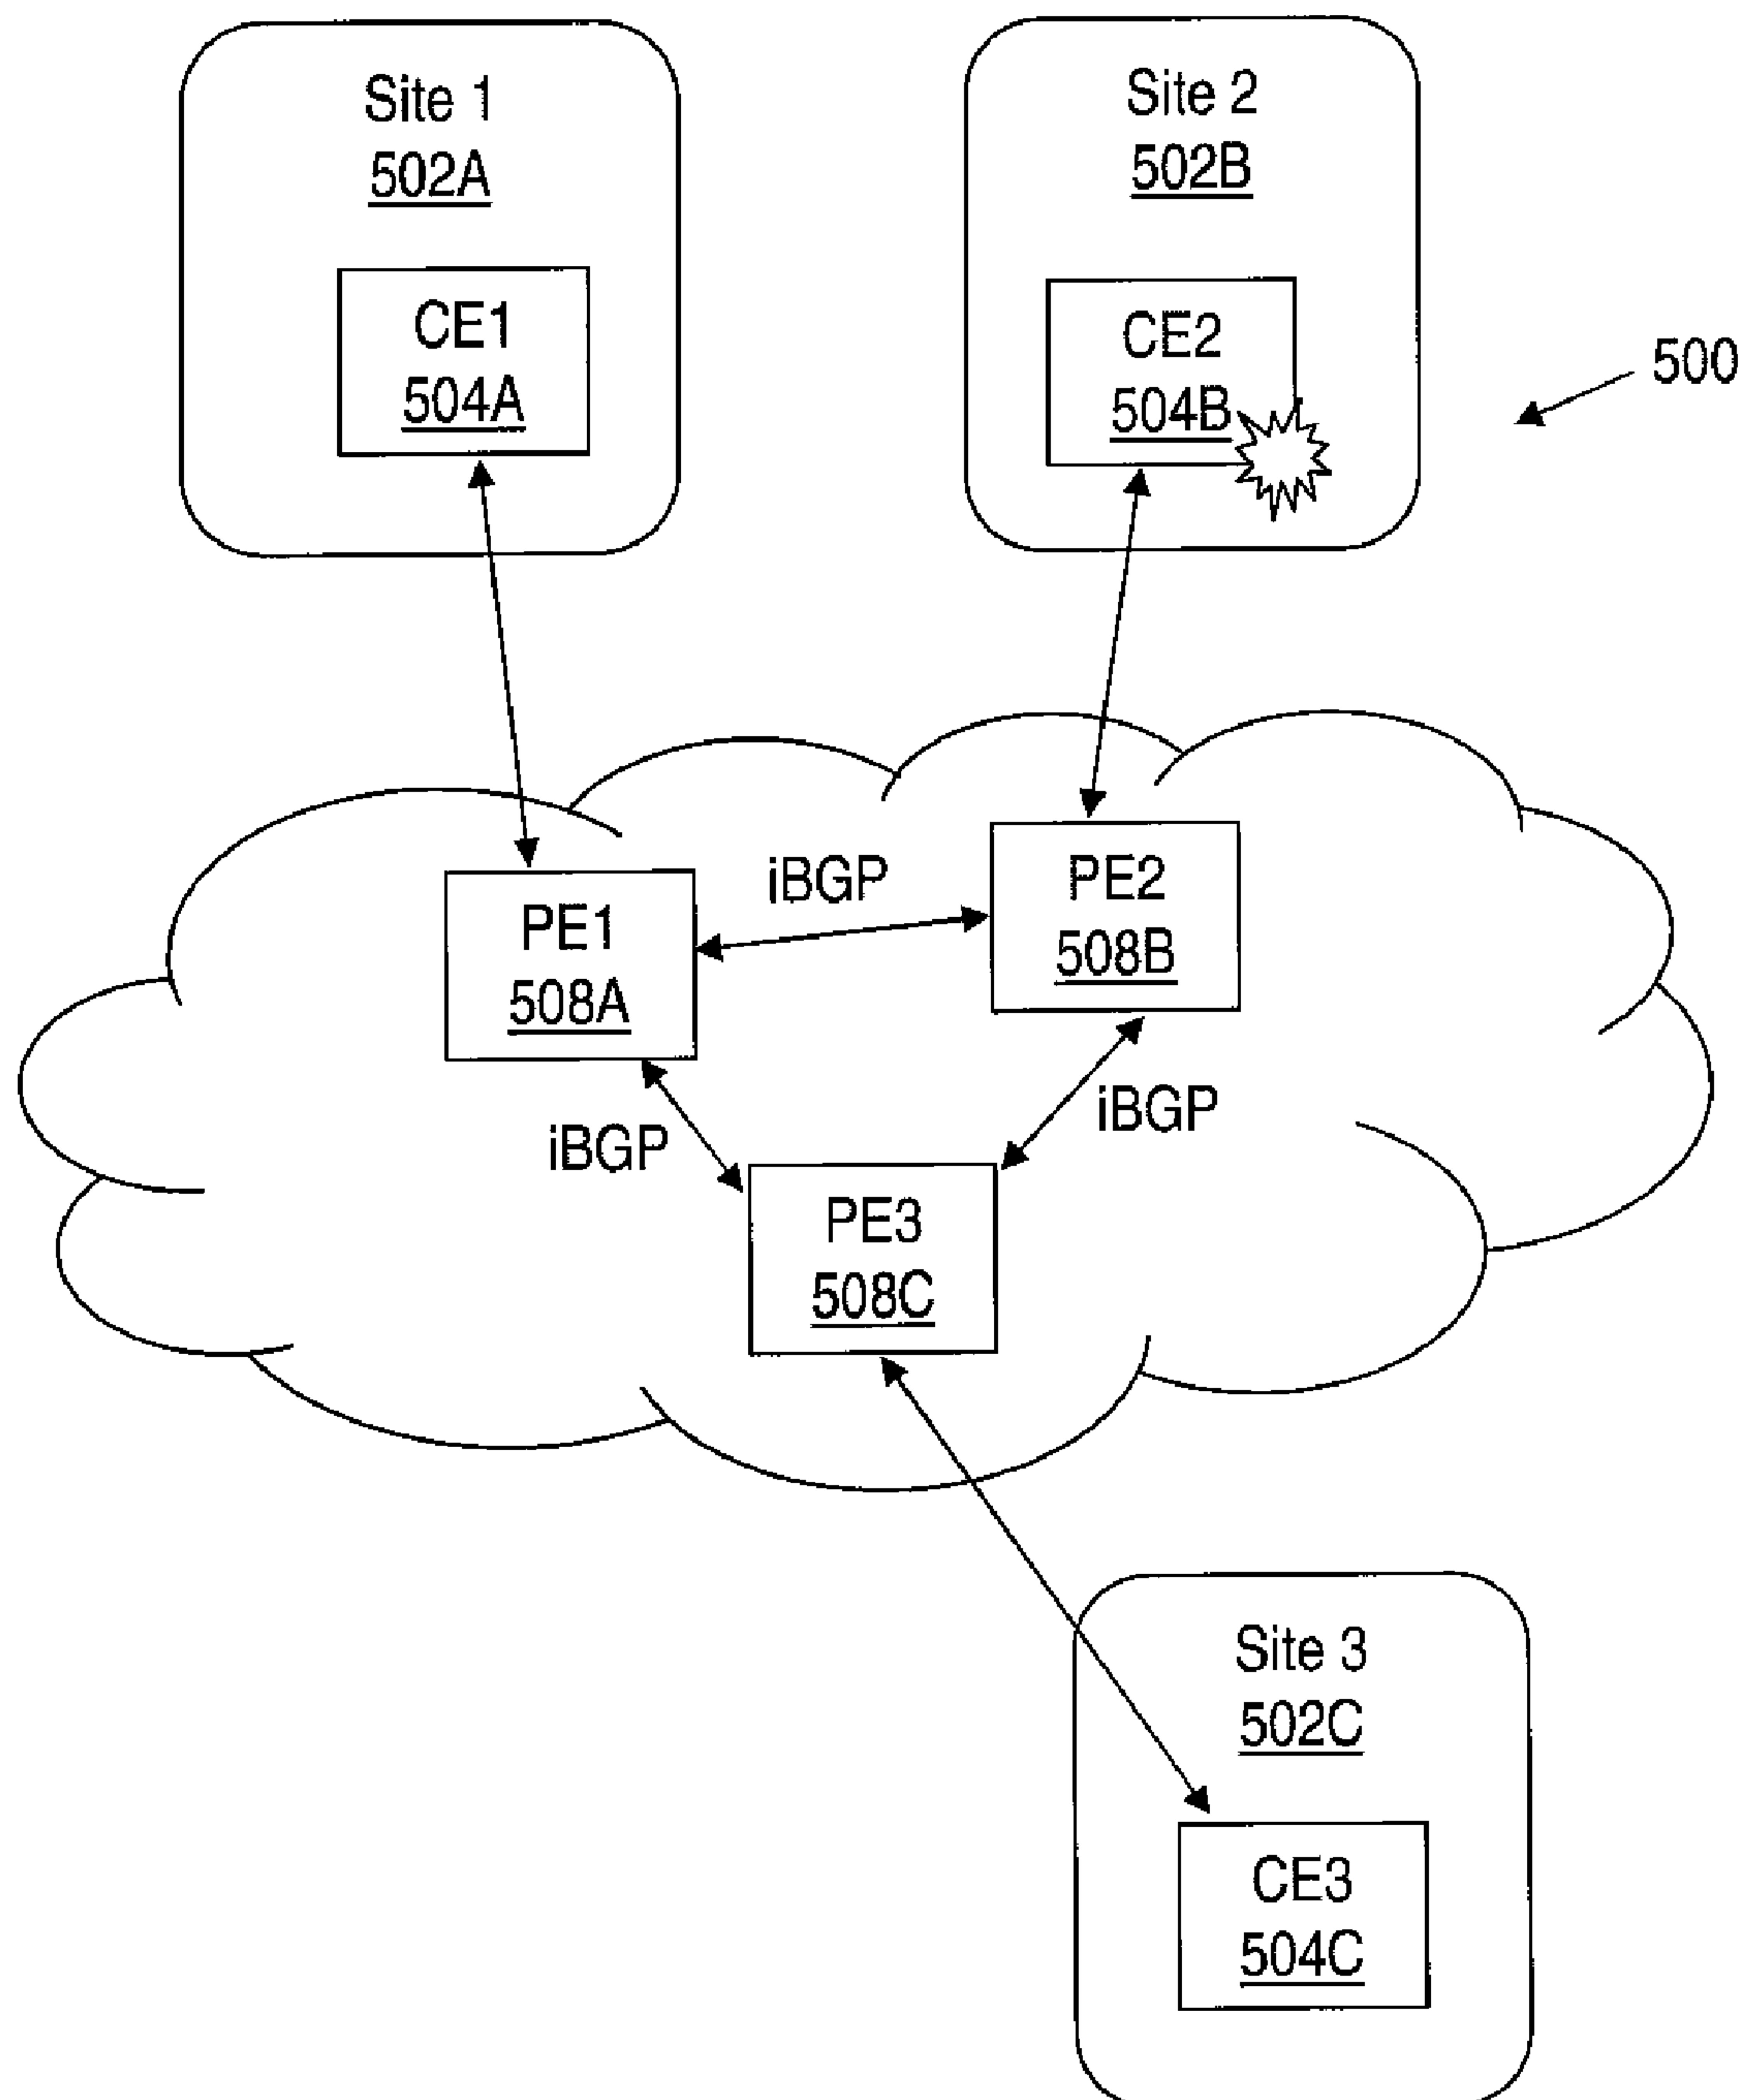 Site 1
502A
CE1
504A
Site 2
502B
CE2
504B
500
iBGP
PE1
508A
PE2
508B
iBGP
iBGP
PE3
508C
Site 3
502C
CE3
504C